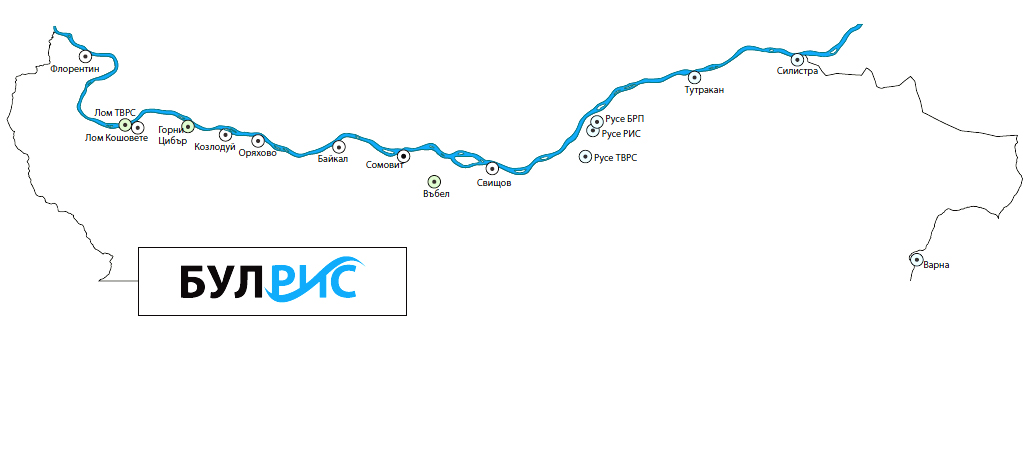 Флорентин
Силистра
Тутракан
Лом ТВРС
Русе БРП
Горни
Цибър
Русе РИС
Лом Кошовете
Козлодуй
Оряхово
Байкал
Сомовит
Русе ТВРС
Свищов
Въбел
Варна
БУЛРИС